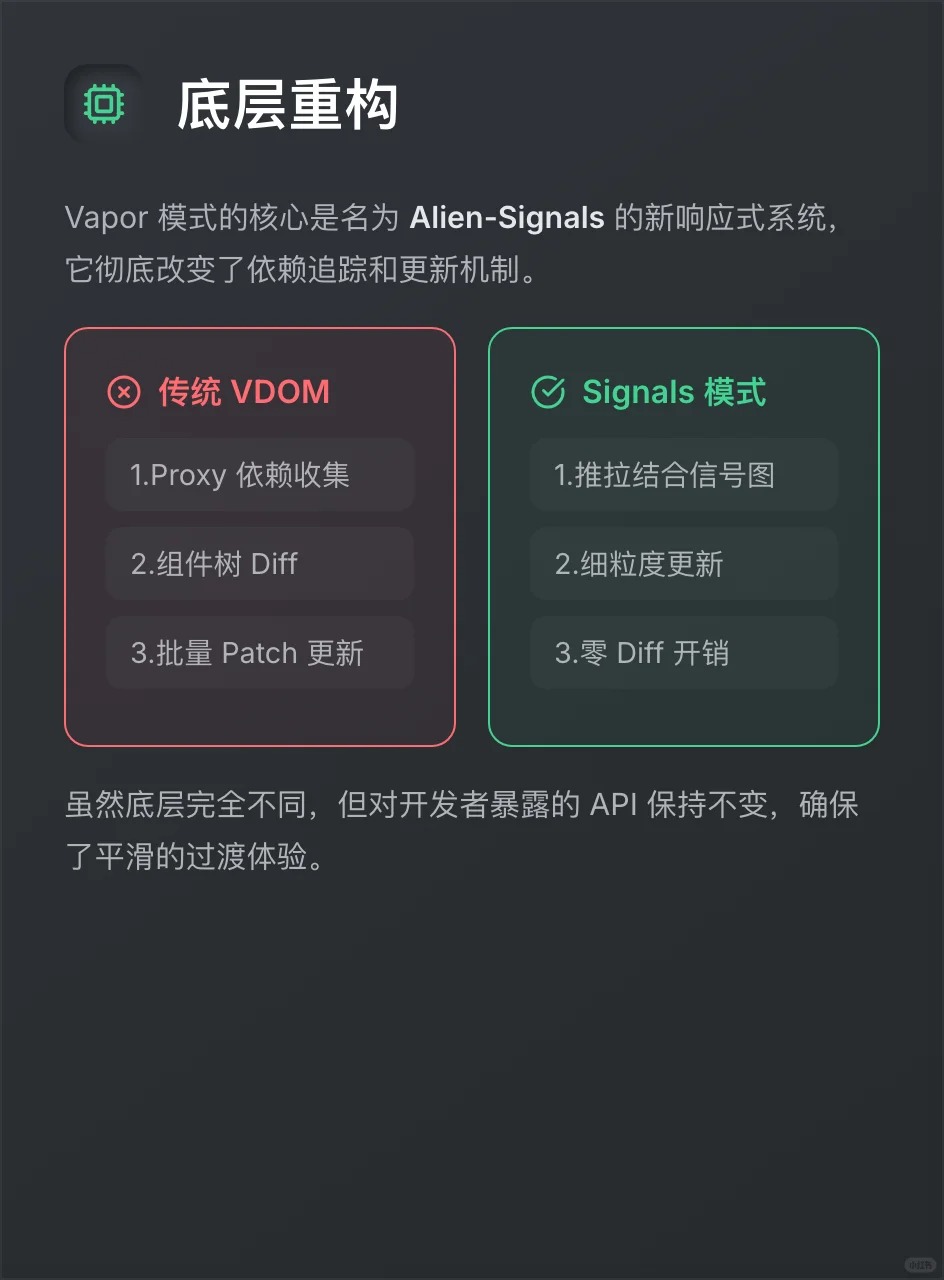 底层重构
Vapor 模式的核心是名为 Alien-Signals 的新响应式系统，
它彻底改变了依赖追踪和更新机制。
传统 VDOM
1.Proxy 依赖收集
2.组件树 Diff
3.批量 Patch 更新
Signals 模式
1.推拉结合信号图
2.细粒度更新
3.零 Diff 开销
虽然底层完全不同，但对开发者暴露的 API 保持不变，确保
了平滑的过渡体验。
小红书